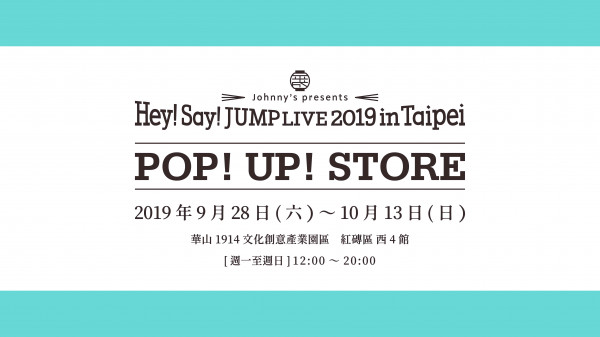 Johnny's presents
Hey! Say! JUMP LIVE 2019 in Taipei
POP! UP! STORE
2019 年 9 月 28 日 ( 六 ) ～ 10 月 13 日 ( 日 )
華山 1914 文化創意產業園區　紅磚區 西 4 館
[ 週一至週日 ] 12:00 ～ 20:00